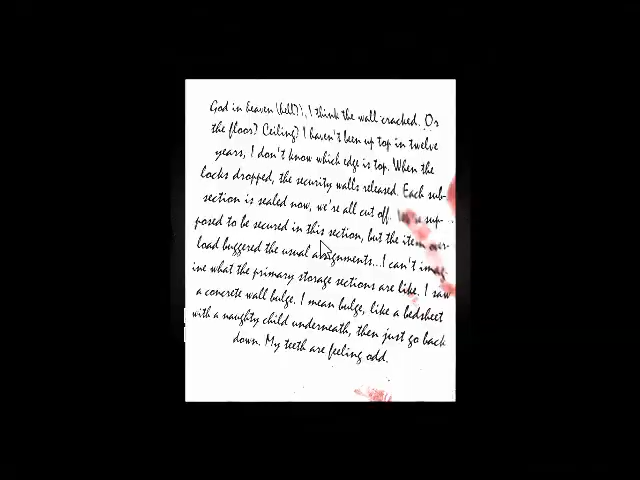 God in heaven (hell?), I think the wall cracked. Or
the floor? Ceiling? I haven't been up top in twelve
years, I don't know which edge is top. When the
locks dropped, the security walls released. Each sub-
section is sealed now, we're all cut off. We're sup-
posed to be secured in this section, but the item over-
load buggered the usual assignments...I can't imag-
ine what the primary storage sections are like. I saw
a concrete wall bulge. I mean bulge, like a bedsheet
with a naughty child underneath, then just go back
down. My teeth are feeling odd.